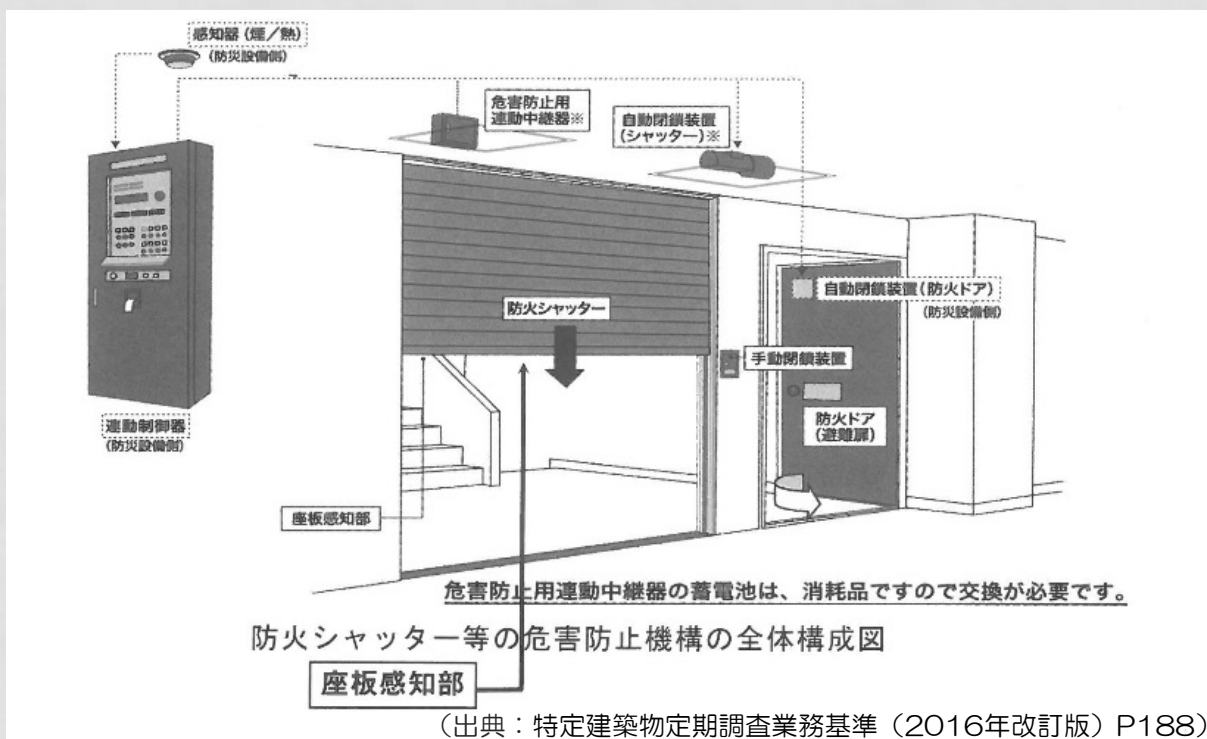 感知器(煙/熱)
(防災設備側)
危害防止用
連動中継器※
自動閉鎖装置
(シャッター)※
自動閉鎖装置(防火ドア)
(防災設備側)
防火シャッター
手動閉鎖装置
防火ドア
(避難扉)
連動制御器
(防災設備側)
座板感知部
危害防止用連動中継器の蓄電池は、消耗品ですので交換が必要です。
防火シャッター等の危害防止機構の全体構成図
座板感知部
(出典:特定建築物定期調査業務基準(2016年改訂版)P188)